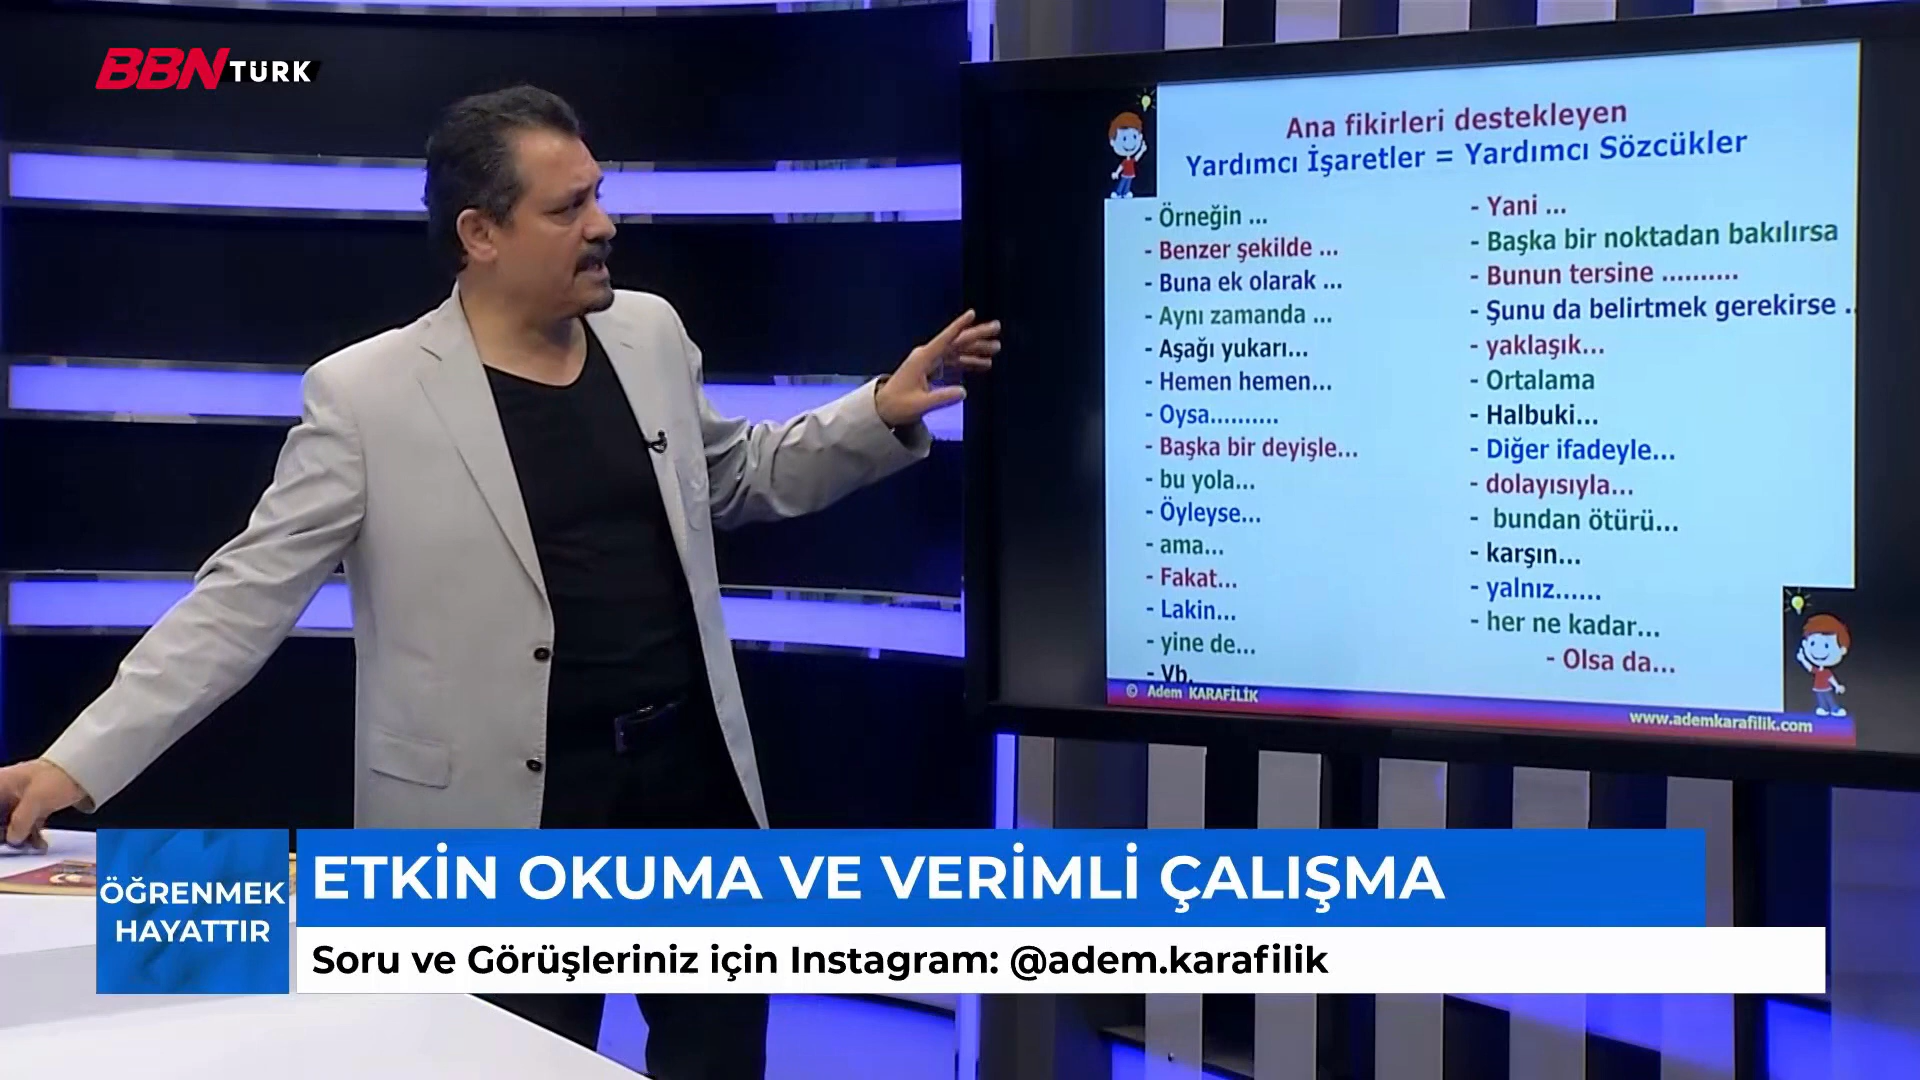 BBN TURK
Ana fikirleri destekleyen
Yardımcı İşaretler = Yardımcı Sözcükler
- Örneğin ...
- Benzer şekilde ...
- Buna ek olarak ...
- Aynı zamanda ...
- Aşağı yukarı...
- Hemen hemen...
- Oysa..........
- Başka bir deyişle...
- bu yola...
- Öyleyse...
- ama...
- Fakat...
- Lakin...
- yine de...
- Vb.
- Yani ...
- Başka bir noktadan bakılırsa
- Bunun tersine ..........
- Şunu da belirtmek gerekirse ..
- yaklaşık...
- Ortalama
- Halbuki...
- Diğer ifadeyle...
- dolayısıyla...
- bundan ötürü...
- karşın...
- yalnız......
- her ne kadar...
- Olsa da...
© Adem KARAFİLİK
www.ademkarafilik.com
ÖĞRENMEK
HAYATTIR
ETKİN OKUMA VE VERİMLİ ÇALIŞMA
Soru ve Görüşleriniz için Instagram: @adem.karafilik